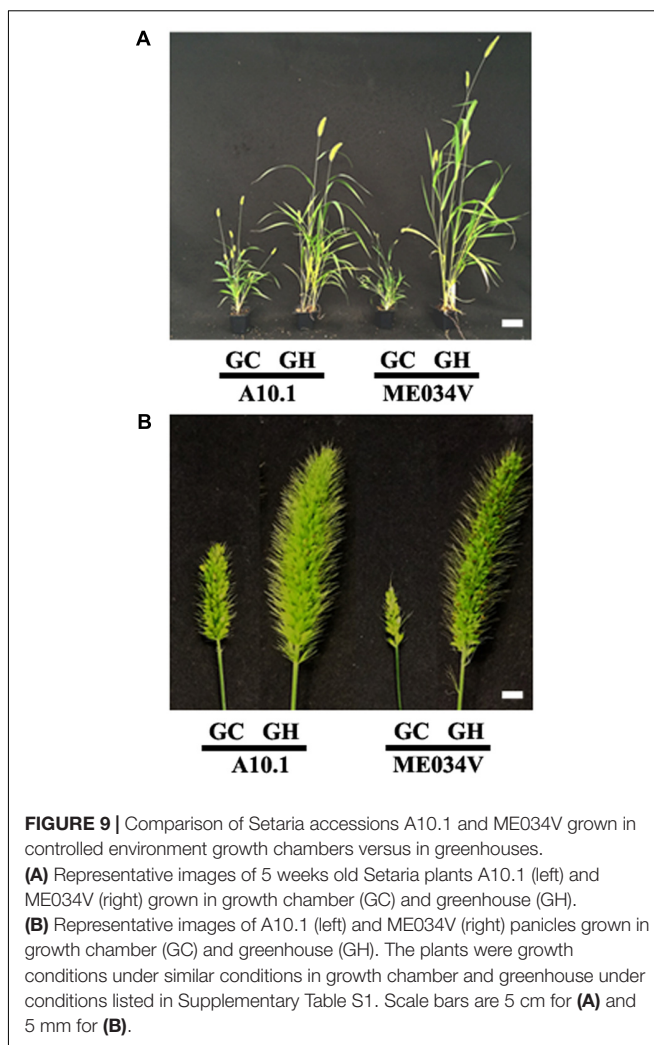 A
GC GH GC GH
A10.1 ME034V
B
GC GH GC GH
A10.1 ME034V
FIGURE 9 | Comparison of Setaria accessions A10.1 and ME034V grown in
controlled environment growth chambers versus in greenhouses.
(A) Representative images of 5 weeks old Setaria plants A10.1 (left) and
ME034V (right) grown in growth chamber (GC) and greenhouse (GH).
(B) Representative images of A10.1 (left) and ME034V (right) panicles grown in
growth chamber (GC) and greenhouse (GH). The plants were growth
conditions under similar conditions in growth chamber and greenhouse under
conditions listed in Supplementary Table S1. Scale bars are 5 cm for (A) and
5 mm for (B).